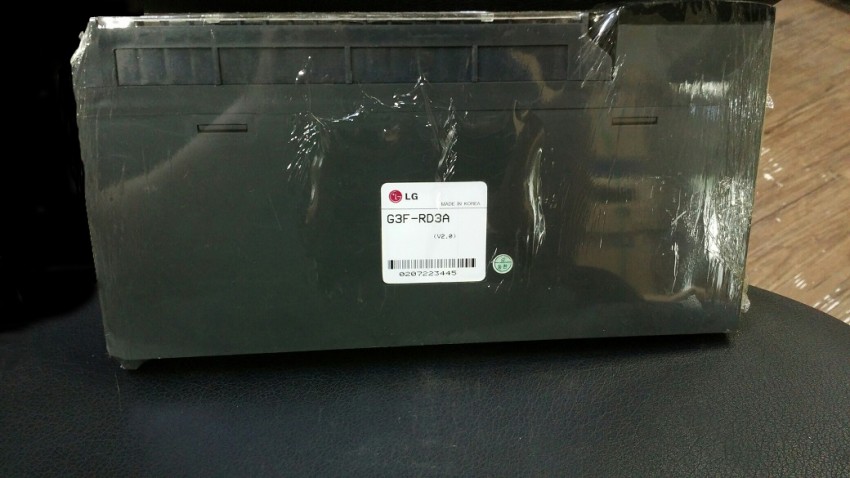 LG
MADE IN KOREA
G3F-RD3A
(V2.0)
0207223445